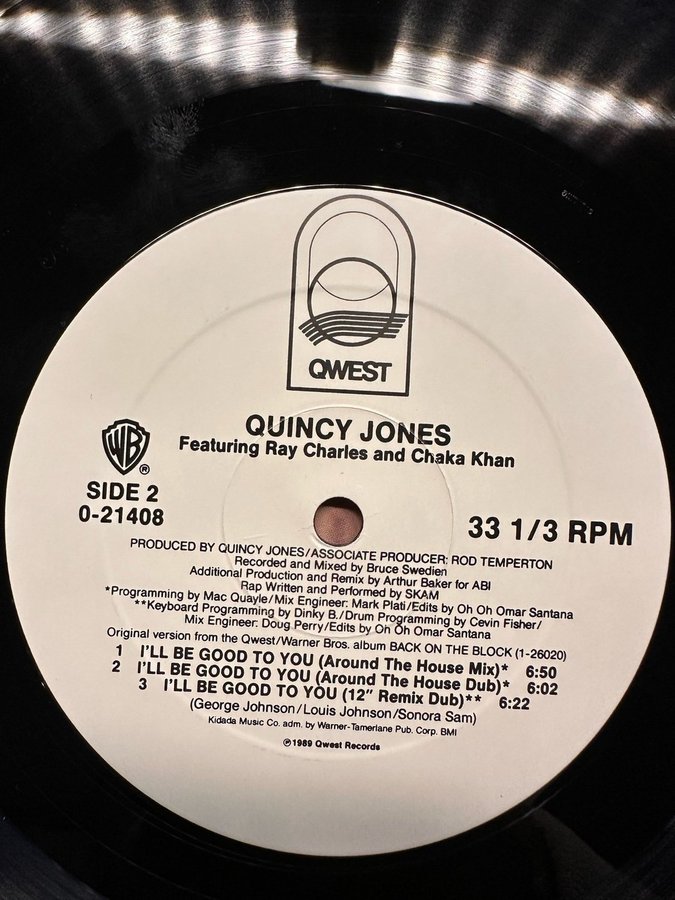 QWEST
QUINCY JONES
Featuring Ray Charles and Chaka Khan
WB
®
SIDE 2
0-21408
33 1/3 RPM
PRODUCED BY QUINCY JONES/ASSOCIATE PRODUCER: ROD TEMPERTON
Recorded and Mixed by Bruce Swedien
Additional Production and Remix by Arthur Baker for ABI
Rap Written and Performed by SKAM
*Programming by Mac Quayle/Mix Engineer: Mark Plati/Edits by Oh Oh Omar Santana
**Keyboard Programming by Dinky B./Drum Programming by Cevin Fisher/
Mix Engineer: Doug Perry/Edits by Oh Oh Omar Santana
Original version from the Qwest/Warner Bros. album BACK ON THE BLOCK (1-26020)
1 I'LL BE GOOD TO YOU (Around The House Mix)* 6:50
2 I'LL BE GOOD TO YOU (Around The House Dub)* 6:02
3 I'LL BE GOOD TO YOU (12" Remix Dub)** 6:22
(George Johnson/Louis Johnson/Sonora Sam)
Kidada Music Co. adm. by Warner-Tamerlane Pub. Corp. BMI
℗1989 Qwest Records